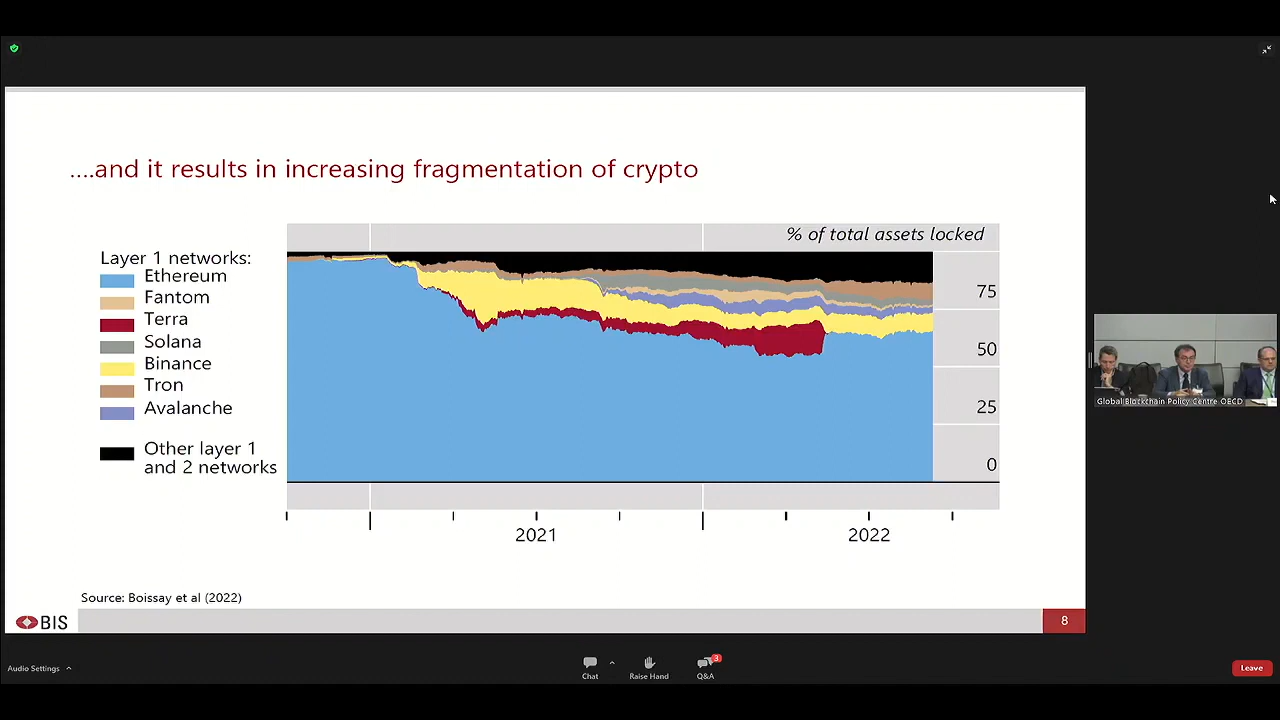 ....and it results in increasing fragmentation of crypto
% of total assets locked
Layer 1 networks:
Ethereum
Fantom
Terra
Solana
Binance
Tron
Avalanche
Other layer 1
and 2 networks
75
50
25
0
2021
2022
Source: Boissay et al (2022)
BIS
8
Global Blockchain Policy Centre OECD
Audio Settings
Chat
Raise Hand
Q&A
3
Leave